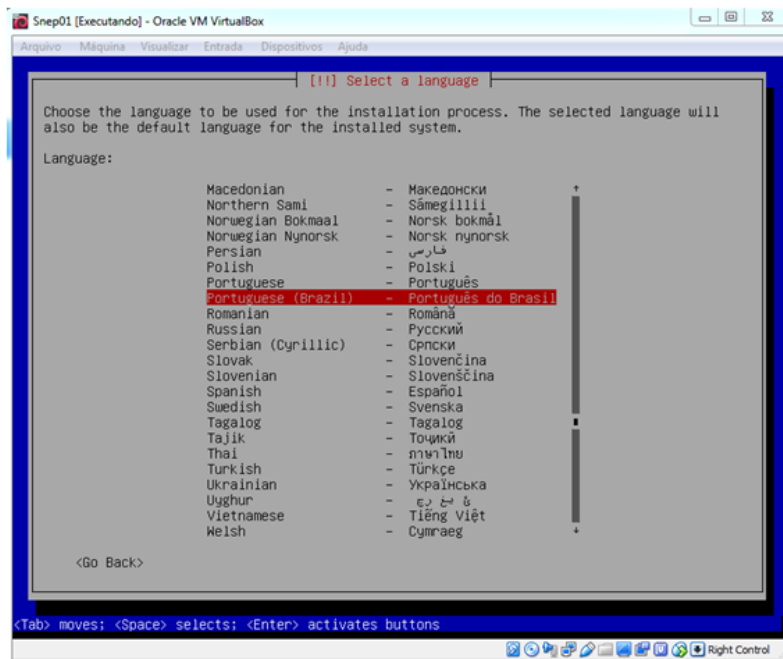 Snep01 [Executando] - Oracle VM VirtualBox
Arquivo Máquina Visualizar Entrada Dispositivos Ajuda
[!!] Select a language
Choose the language to be used for the installation process. The selected language will
also be the default language for the installed system.
Language:
Macedonian - Македонски
Northern Sami - Sámegillii
Norwegian Bokmaal - Norsk bokmål
Norwegian Nynorsk - Norsk nynorsk
Persian - فارسی
Polish - Polski
Portuguese - Português
Portuguese (Brazil) - Português do Brasil
Romanian - Română
Russian - Русский
Serbian (Cyrillic) - Српски
Slovak - Slovenčina
Slovenian - Slovenščina
Spanish - Español
Swedish - Svenska
Tagalog - Tagalog
Tajik - Тоҷикӣ
Thai - ภาษาไทย
Turkish - Türkçe
Ukrainian - Українська
Uyghur -
Vietnamese - Tiếng Việt
Welsh - Cymraeg
<Go Back>
<Tab> moves; <Space> selects; <Enter> activates buttons
Right Control